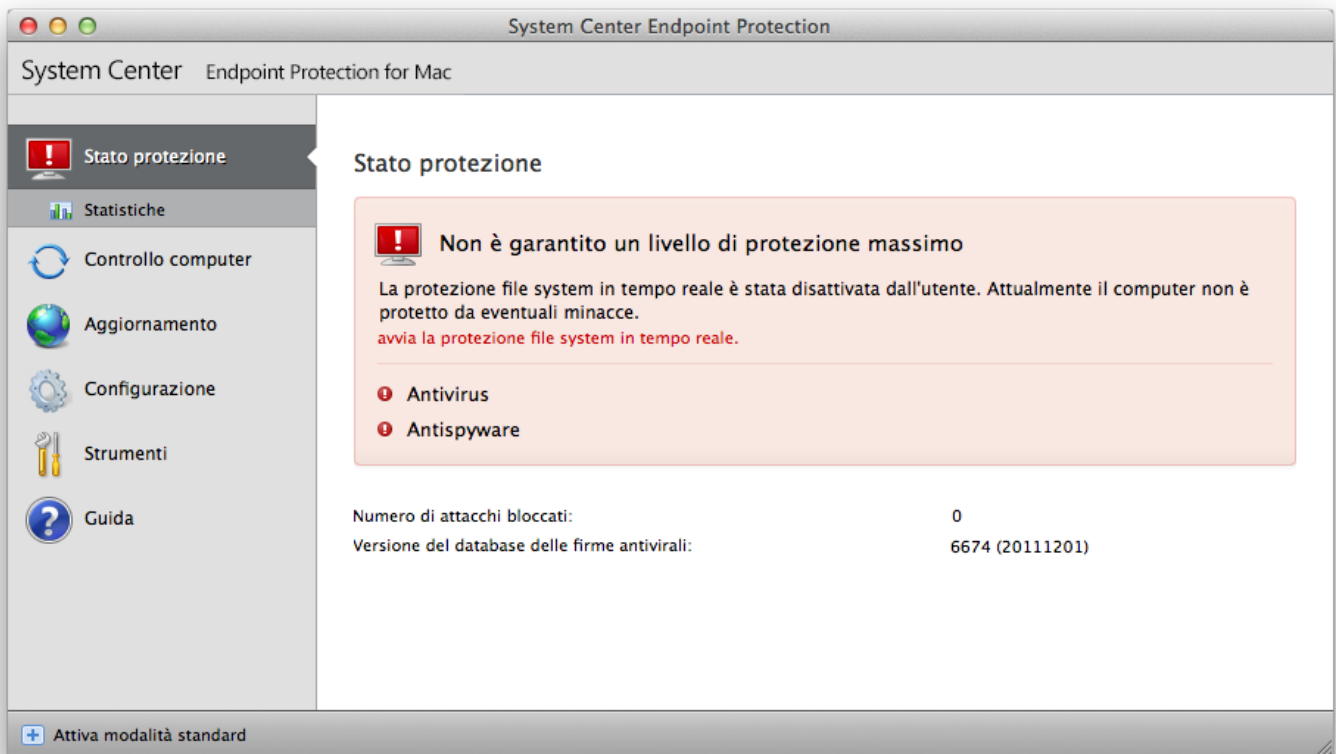 System Center Endpoint Protection
System Center Endpoint Protection for Mac
Stato protezione
Statistiche
Controllo computer
Aggiornamento
Configurazione
Strumenti
Guida
Stato protezione
Non è garantito un livello di protezione massimo
La protezione file system in tempo reale è stata disattivata dall'utente. Attualmente il computer non è
protetto da eventuali minacce.
avvia la protezione file system in tempo reale.
Antivirus
Antispyware
Numero di attacchi bloccati: 0
Versione del database delle firme antivirali: 6674 (20111201)
Attiva modalità standard